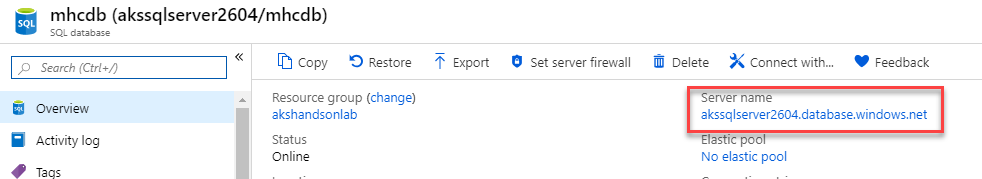 mhcdb (akssqlserver2604/mhcdb)
SQL database
SQL
Search (Ctrl+/)
«
Copy Restore Export Set server firewall Delete Connect with... Feedback
Overview
Activity log
Tags
Resource group (change)
akshandsonlab
Status
Online
Server name
akssqlserver2604.database.windows.net
Elastic pool
No elastic pool